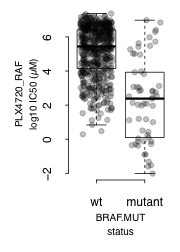 PLX4720_RAF
log10 IC50 (µM)
6
4
2
0
−2
wt mutant
BRAF.MUT
status